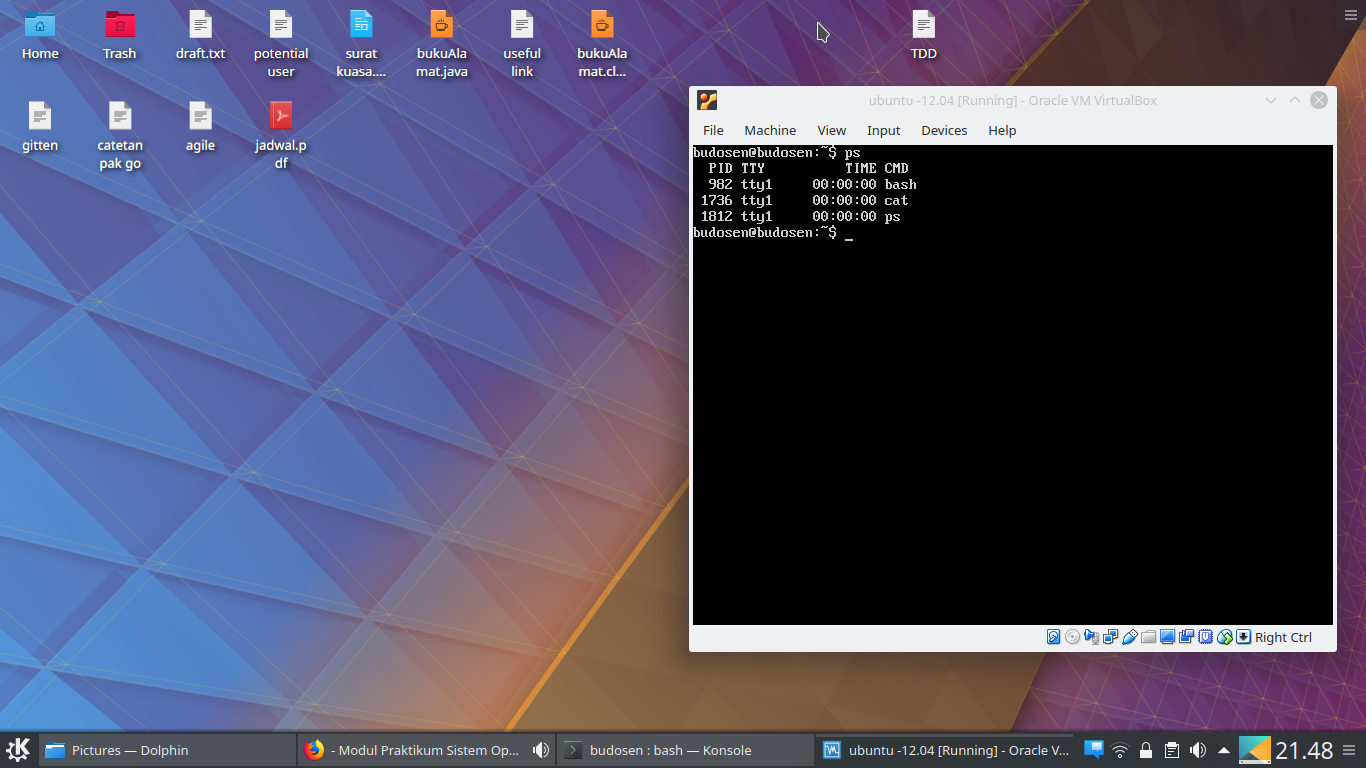 Home
Trash
draft.txt
potential
user
surat
kuasa....
bukuAla
mat.java
useful
link
bukuAla
mat.cl...
TDD
gitten
catetan
pak go
agile
jadwal.p
df
ubuntu -12.04 [Running] - Oracle VM VirtualBox
File Machine View Input Devices Help
budosen@budosen:~$ ps
PID TTY TIME CMD
982 tty1 00:00:00 bash
1736 tty1 00:00:00 cat
1812 tty1 00:00:00 ps
budosen@budosen:~$ _
Right Ctrl
Pictures — Dolphin
- Modul Praktikum Sistem Op...
budosen : bash — Konsole
ubuntu -12.04 [Running] - Oracle V...
21.48